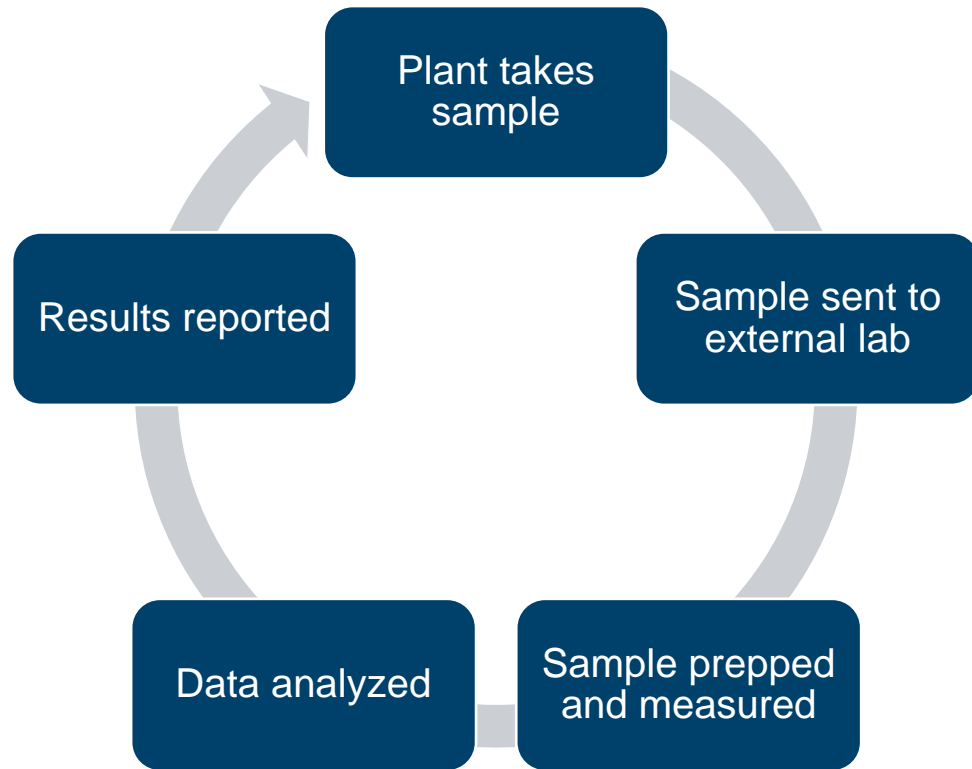 Plant takes
sample
Sample sent to
external lab
Sample prepped
and measured
Data analyzed
Results reported